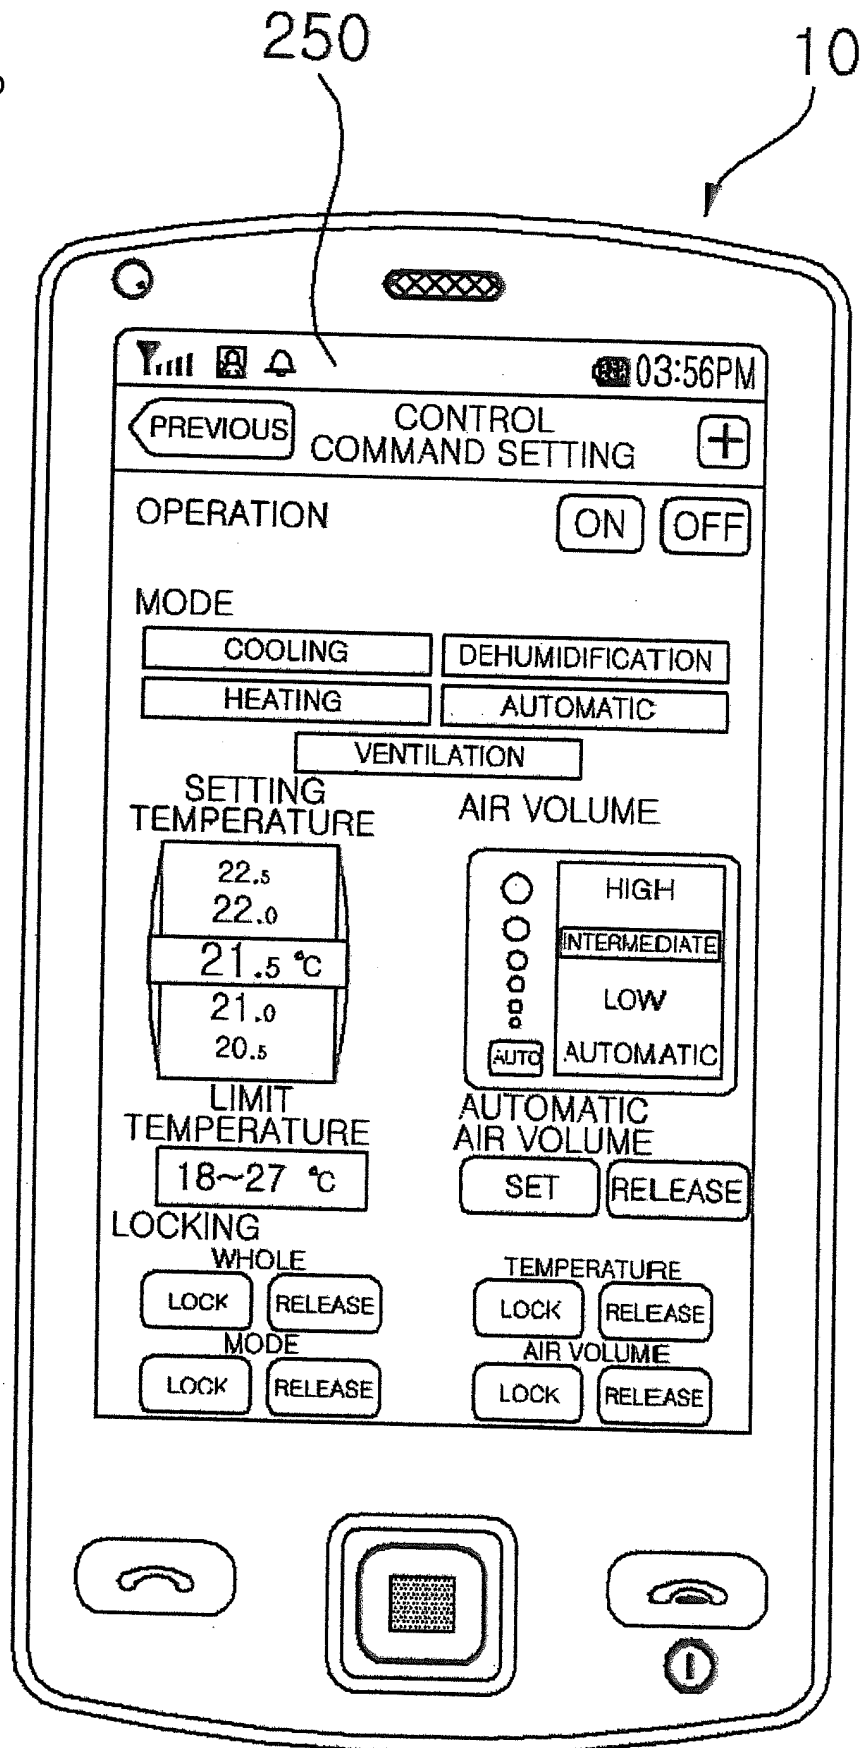 250
10
03:56PM
PREVIOUS
CONTROL
COMMAND SETTING
+
OPERATION
ON OFF
MODE
COOLING DEHUMIDIFICATION
HEATING AUTOMATIC
VENTILATION
SETTING
TEMPERATURE
22.5
22.0
21.5 °C
21.0
20.5
AIR VOLUME
HIGH
INTERMEDIATE
LOW
AUTO AUTOMATIC
LIMIT
TEMPERATURE
18~27 °C
AUTOMATIC
AIR VOLUME
SET RELEASE
LOCKING
WHOLE
LOCK RELEASE
TEMPERATURE
LOCK RELEASE
MODE
LOCK RELEASE
AIR VOLUME
LOCK RELEASE